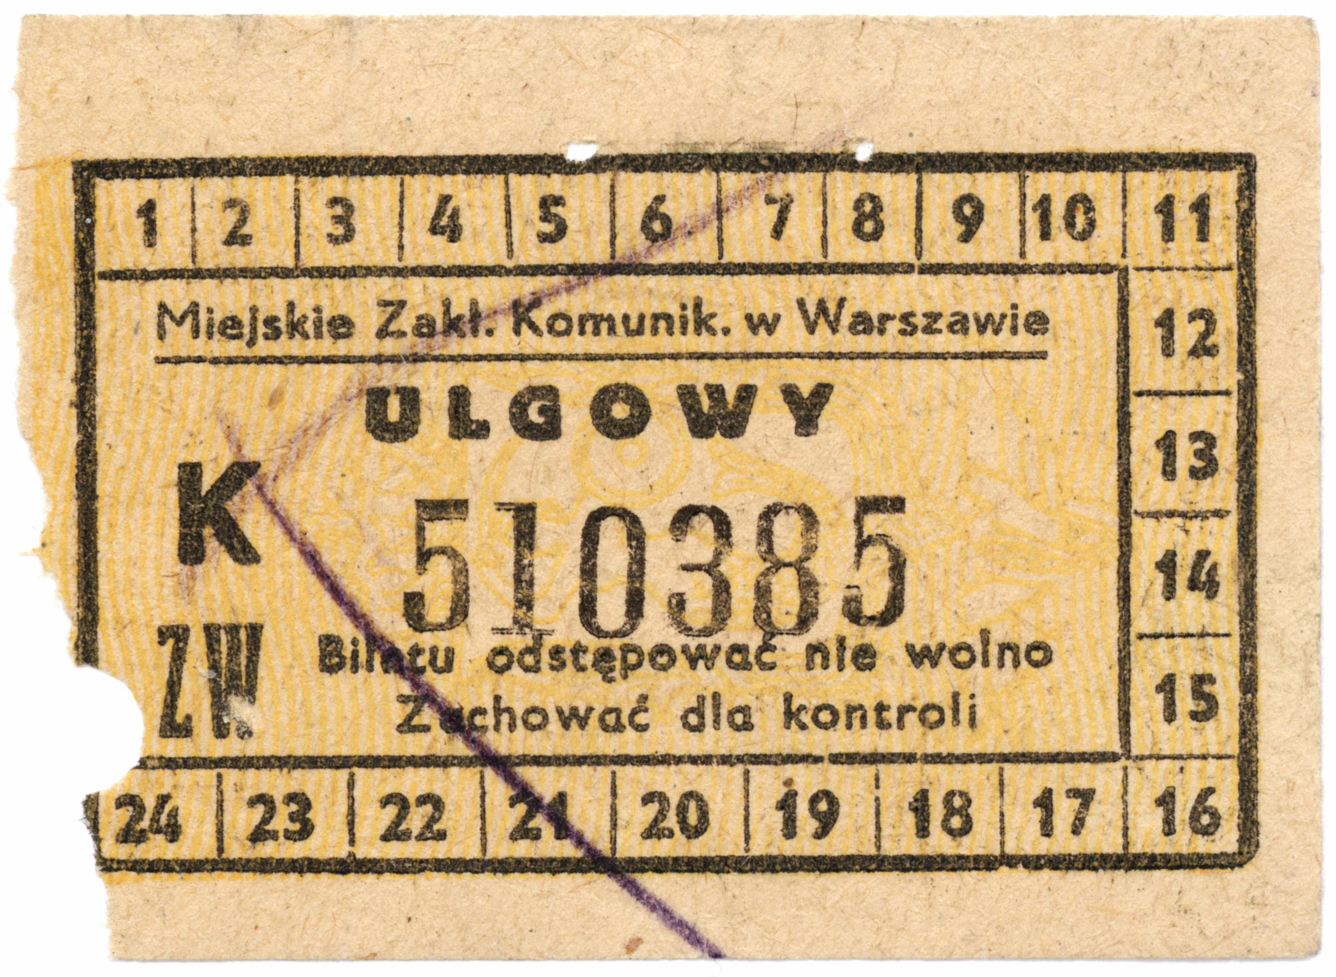 1 2 3 4 5 6 7 8 9 10 11
Miejskie Zakł. Komunik. w Warszawie
12
ULGOWY
K
13
510385
14
ZW.
Biletu odstępować nie wolno
Zachować dla kontroli
15
24 23 22 21 20 19 18 17 16